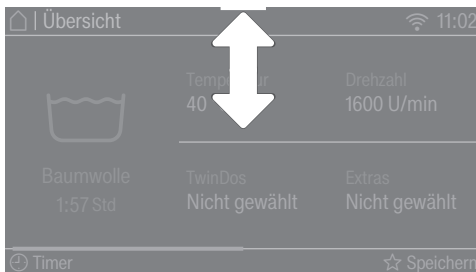 Übersicht 11:02
Temperatur Drehzahl
40 1600 U/min
Baumwolle TwinDos Extras
1:57 Std Nicht gewählt Nicht gewählt
Timer Speichern